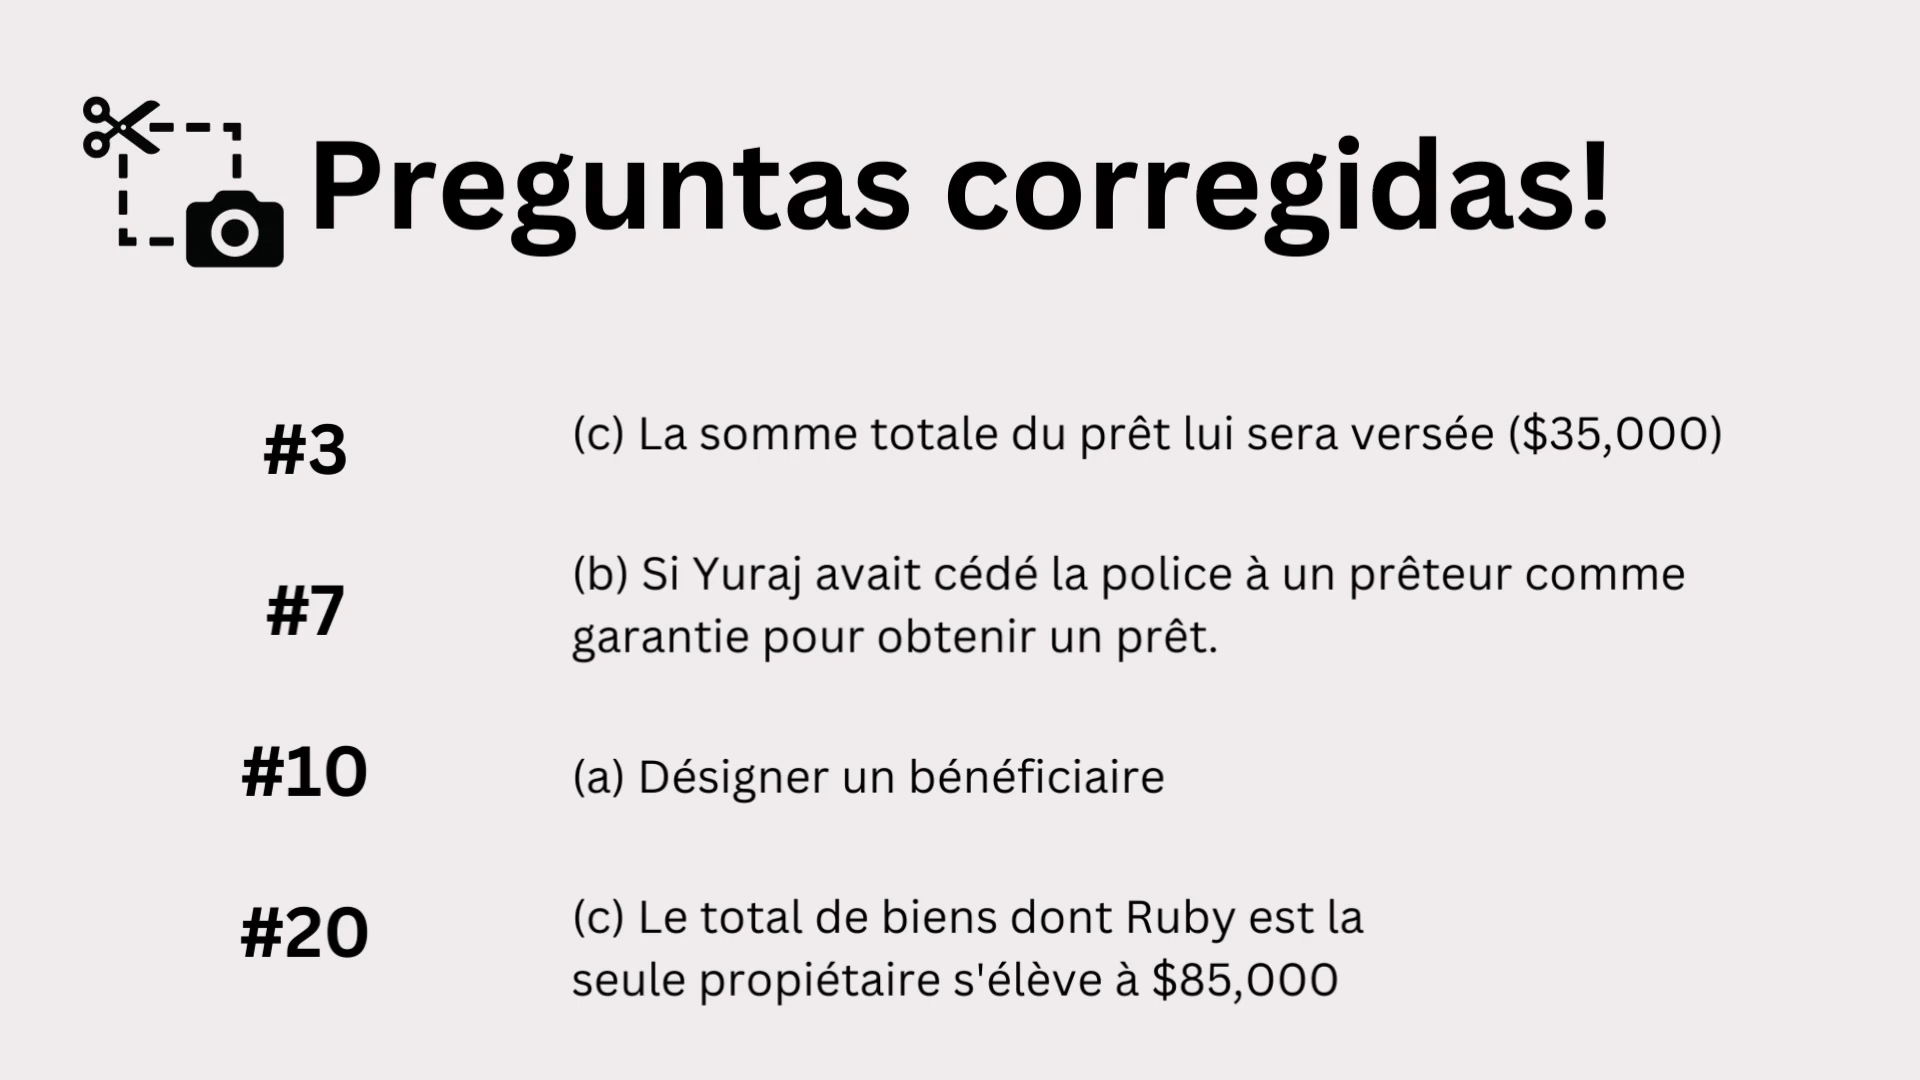 Preguntas corregidas!
#3
(c) La somme totale du prêt lui sera versée ($35,000)
#7
(b) Si Yuraj avait cédé la police à un prêteur comme
garantie pour obtenir un prêt.
#10
(a) Désigner un bénéficiaire
#20
(c) Le total de biens dont Ruby est la
seule propiétaire s'élève à $85,000